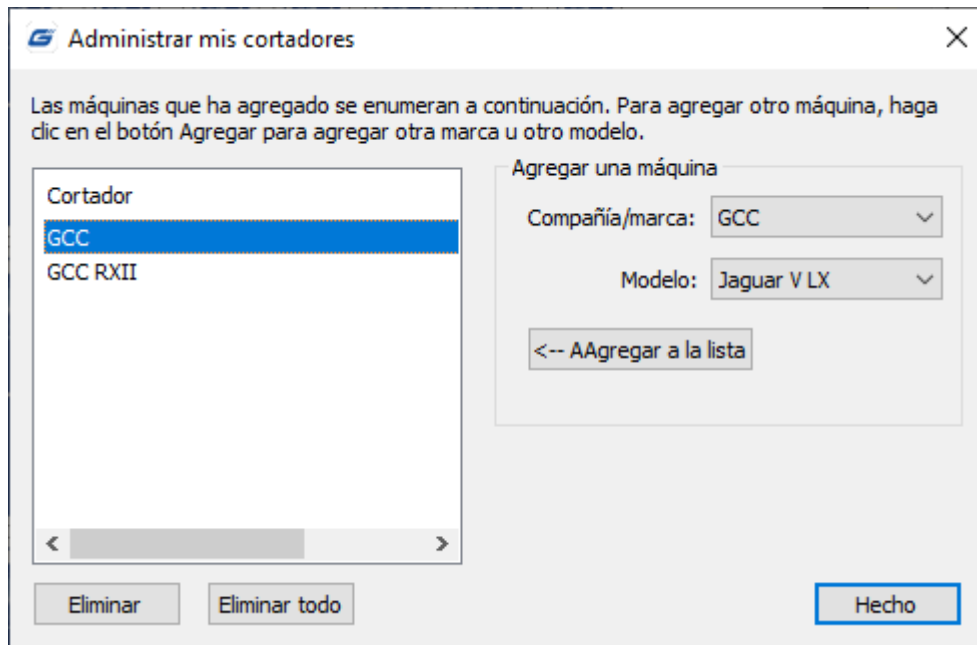 Administrar mis cortadores
Las máquinas que ha agregado se enumeran a continuación. Para agregar otro máquina, haga
clic en el botón Agregar para agregar otra marca u otro modelo.
Cortador
GCC
GCC RXII
Agregar una máquina
Compañía/marca: GCC
Modelo: Jaguar V LX
<-- AAgregar a la lista
Eliminar
Eliminar todo
Hecho